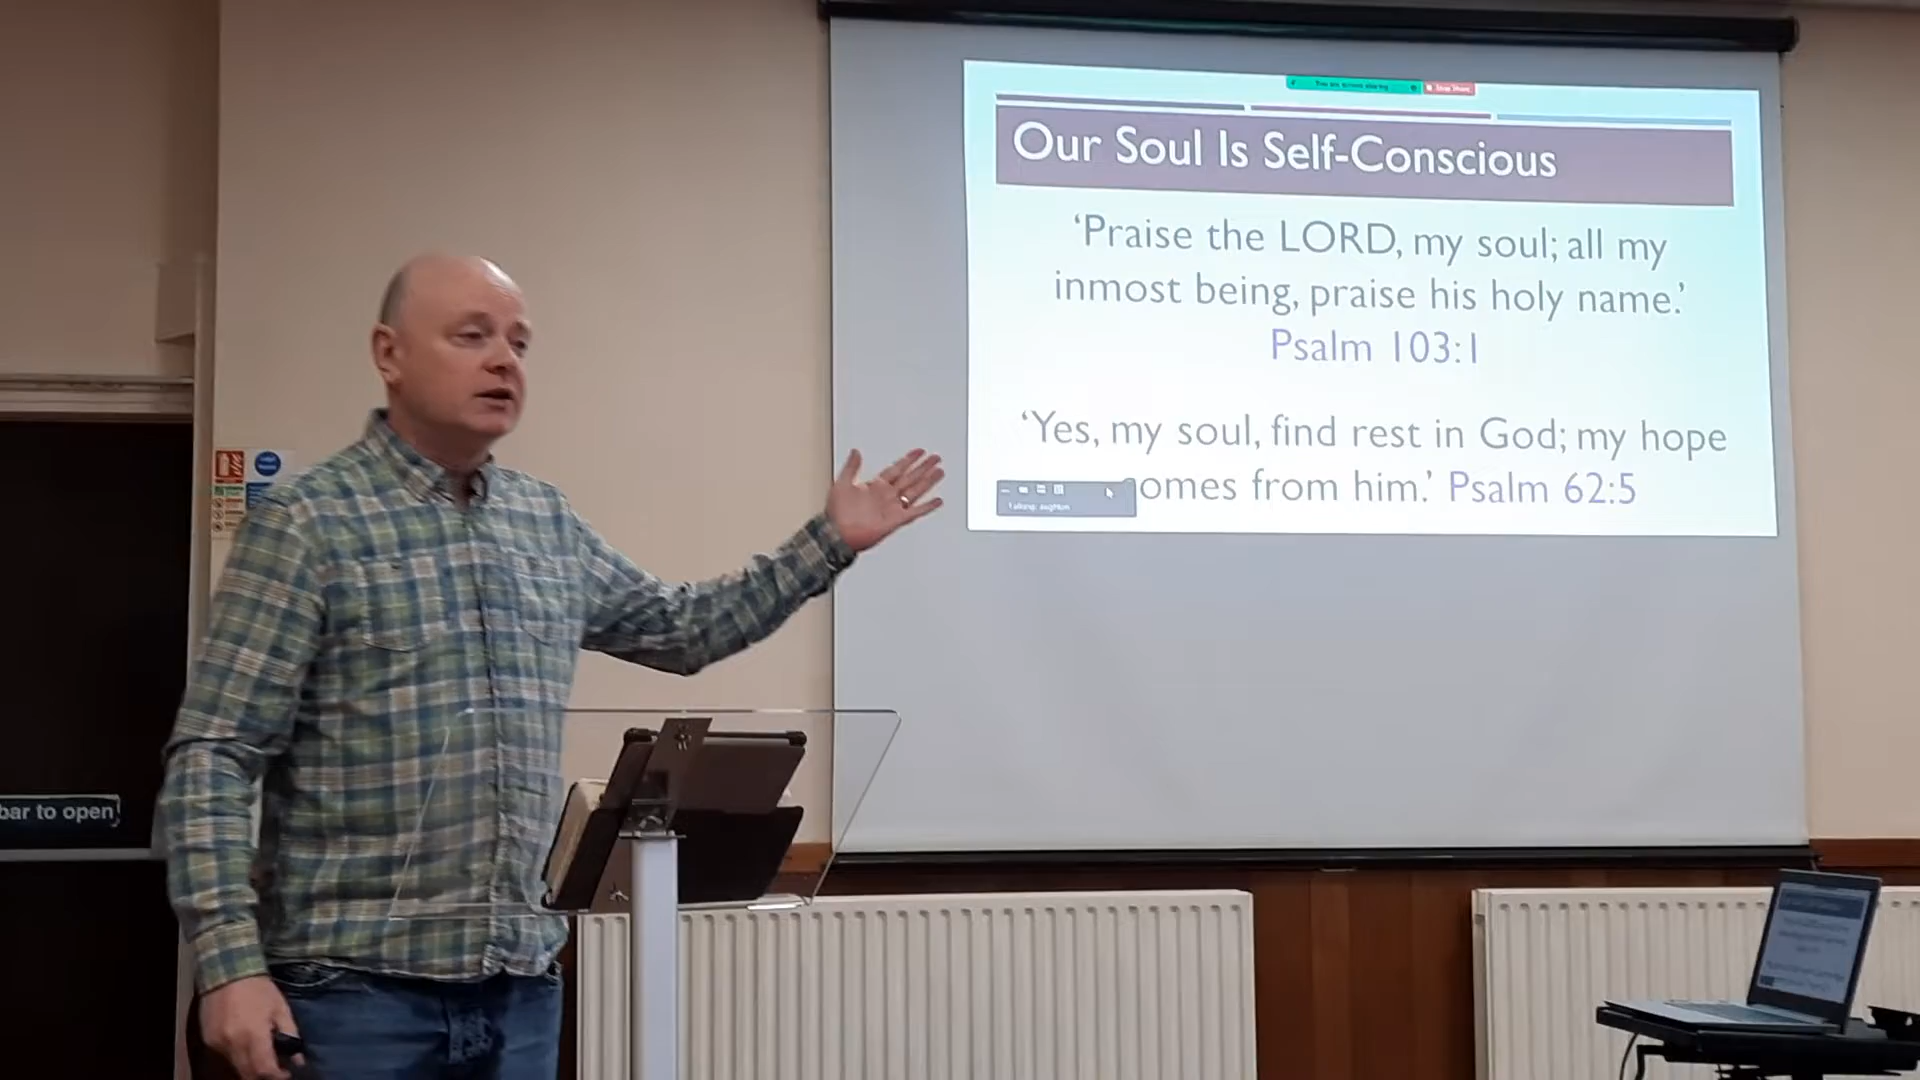 Our Soul Is Self-Conscious
‘Praise the LORD, my soul; all my
inmost being, praise his holy name.’
Psalm 103:1
‘Yes, my soul, find rest in God; my hope
omes from him.’ Psalm 62:5
bar to open